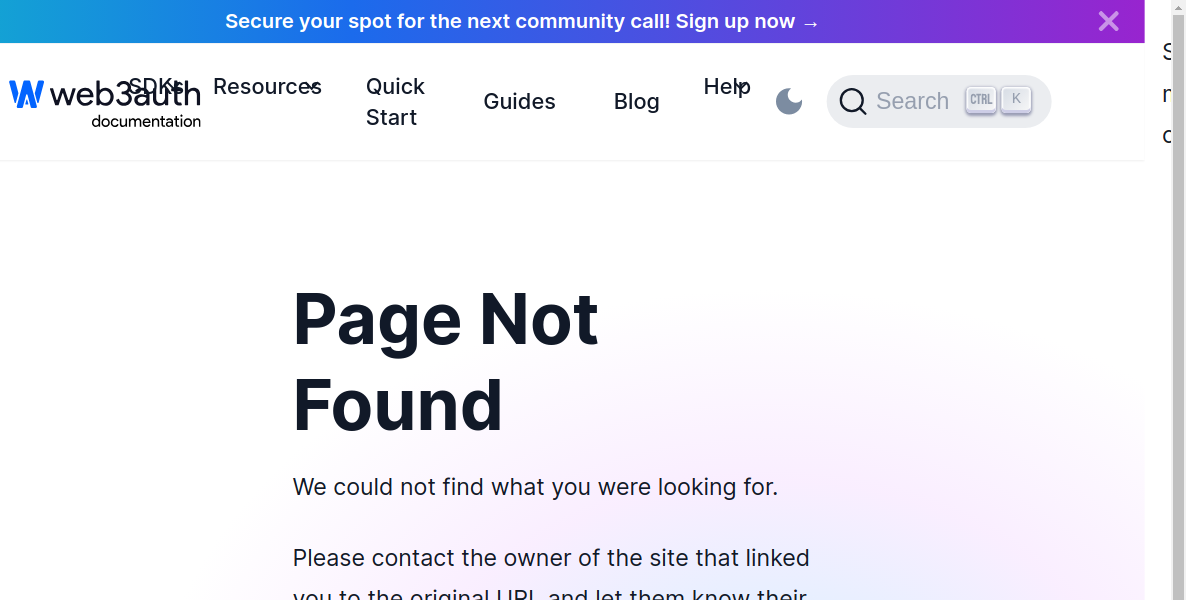 Secure your spot for the next community call! Sign up now →
web3auth
documentation
SDKs
Resources
Quick
Start
Guides
Blog
Help
Search
CTRL
K
Page Not
Found
We could not find what you were looking for.
Please contact the owner of the site that linked
you to the original URL and let them know their